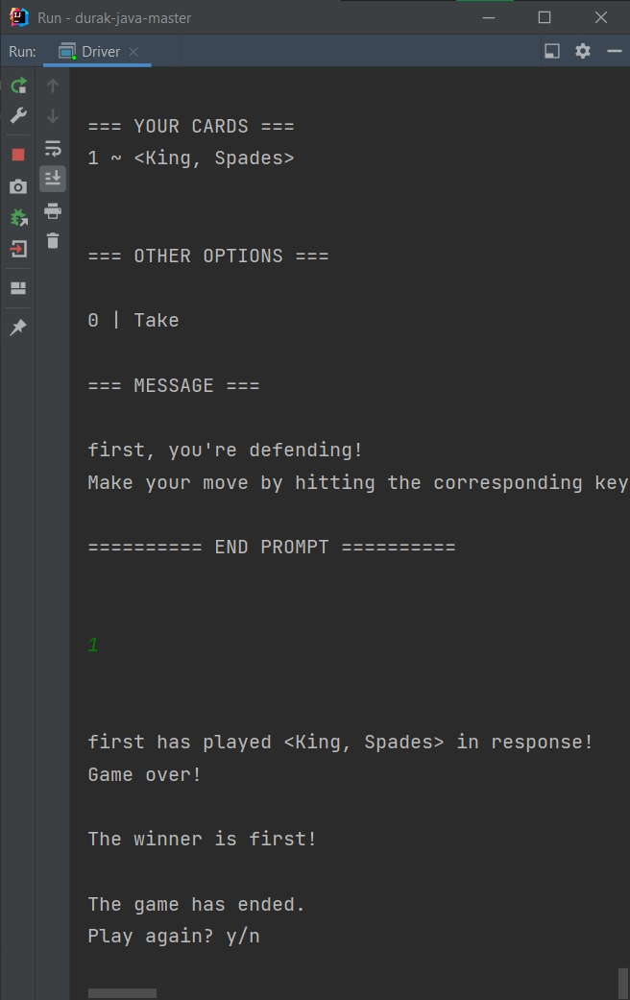 Run - durak-java-master
Run: Driver
=== YOUR CARDS ===
1 ~ <King, Spades>
=== OTHER OPTIONS ===
0 | Take
=== MESSAGE ===
first, you're defending!
Make your move by hitting the corresponding key
========== END PROMPT ==========
1
first has played <King, Spades> in response!
Game over!
The winner is first!
The game has ended.
Play again? y/n